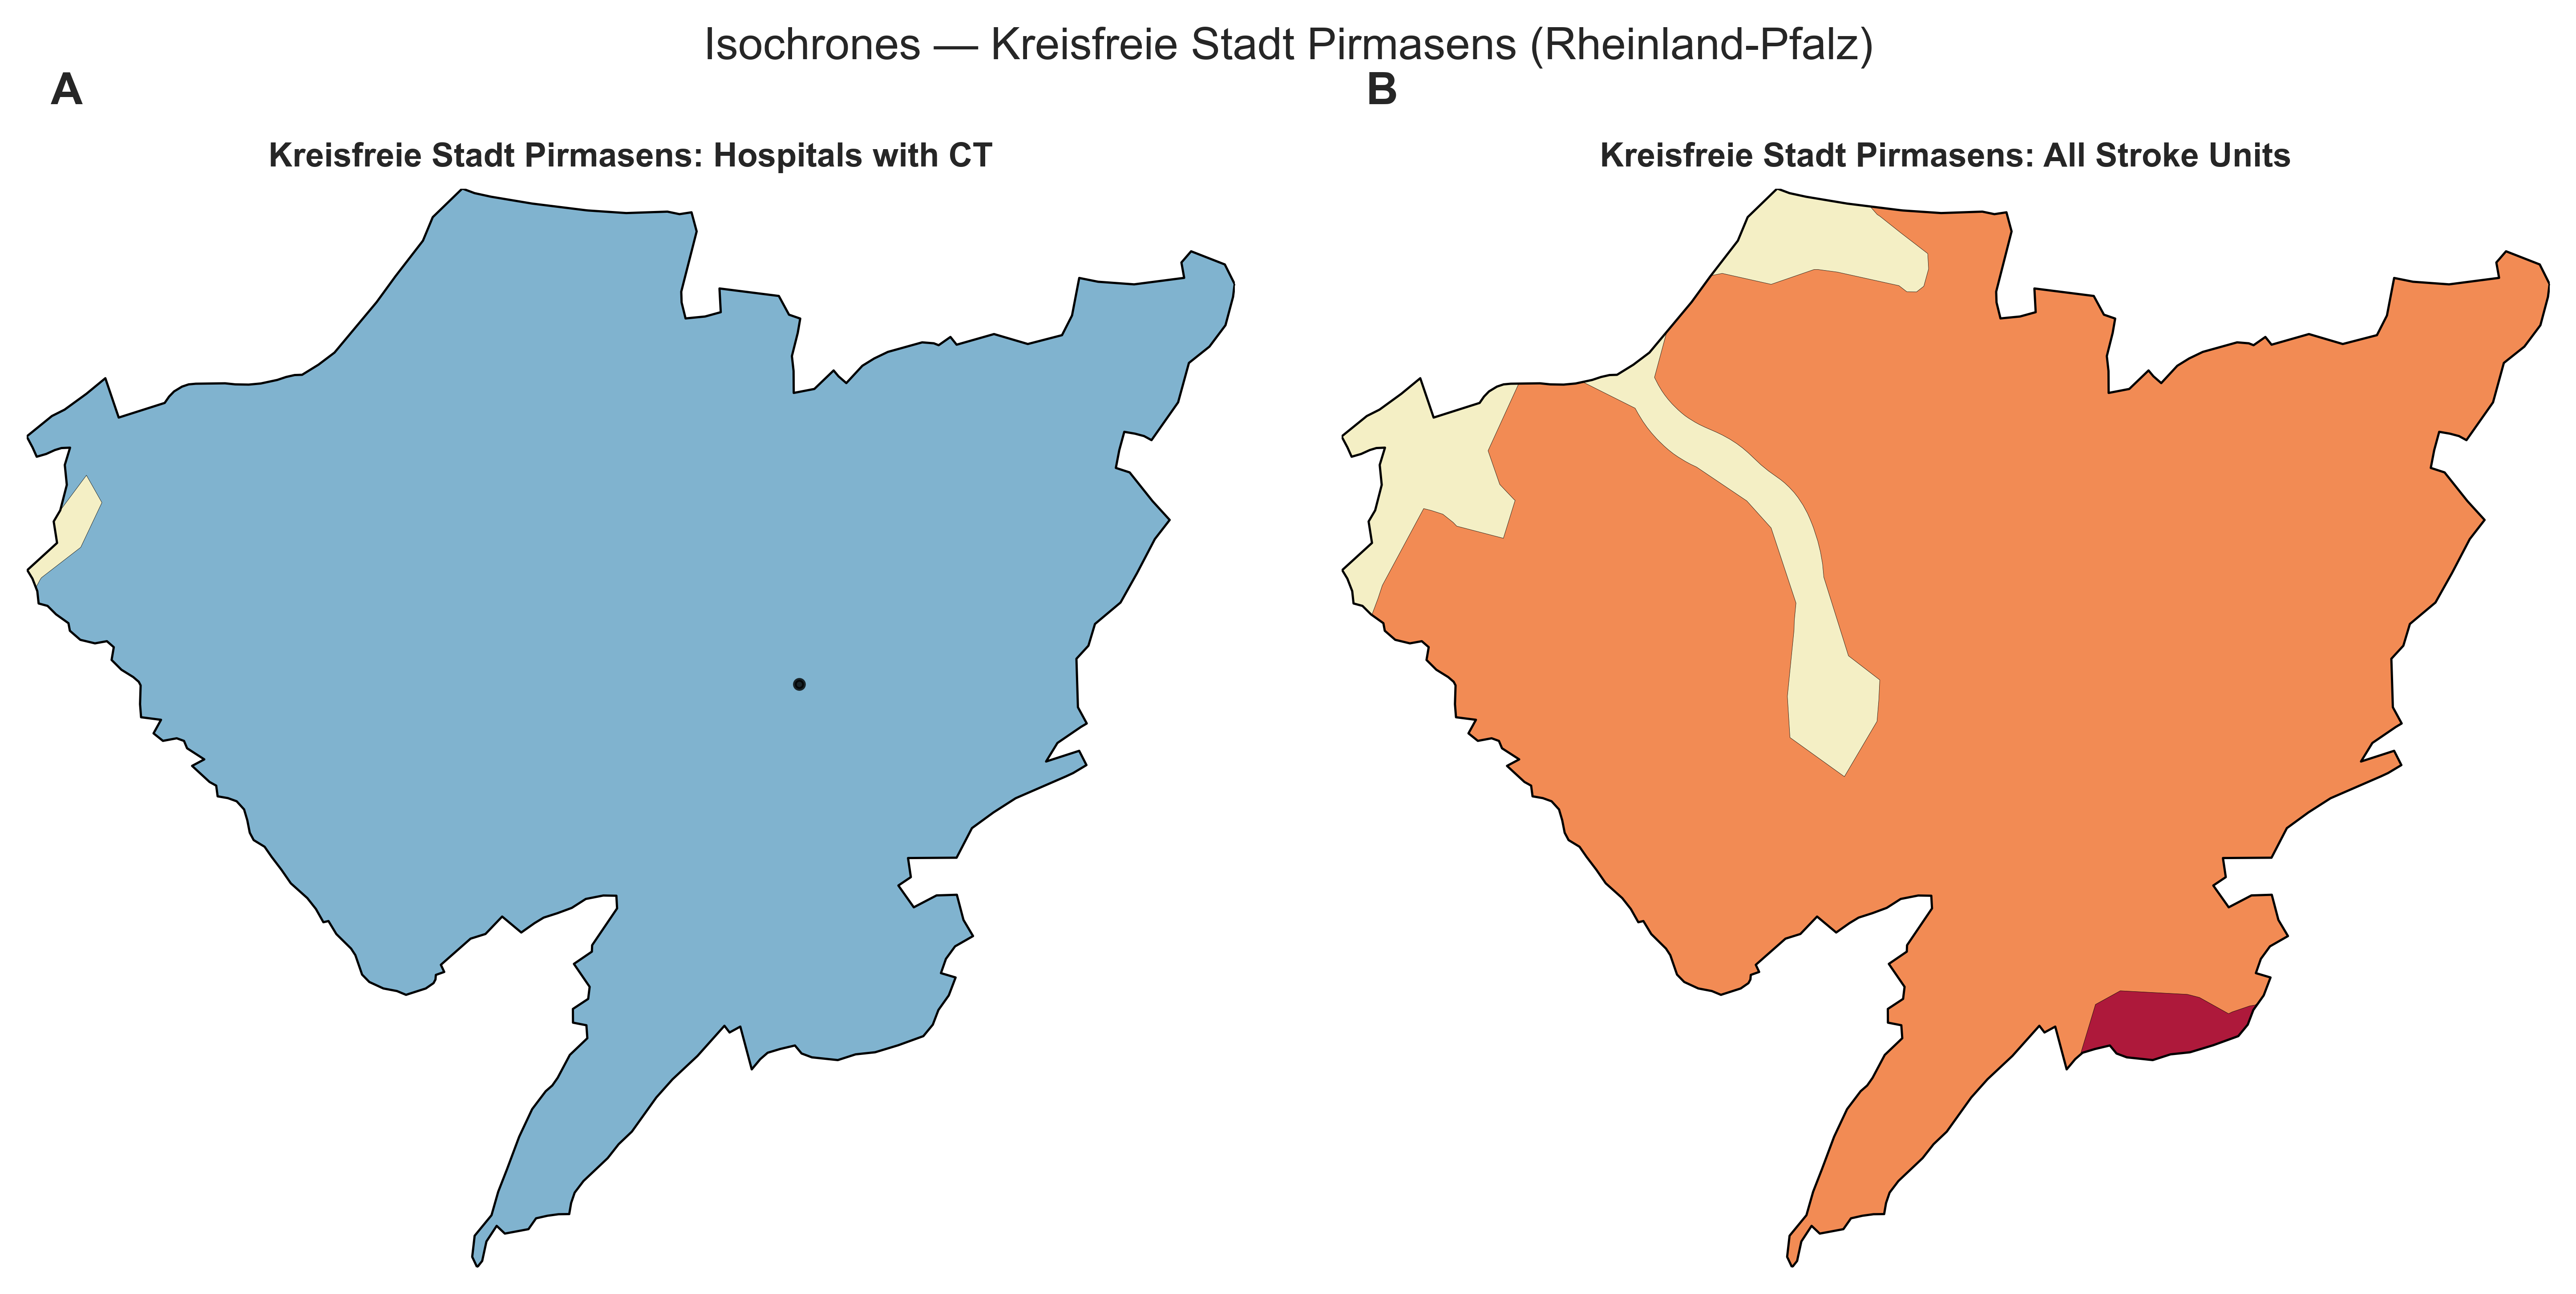 Isochrones — Kreisfreie Stadt Pirmasens (Rheinland-Pfalz)
A
B
Kreisfreie Stadt Pirmasens: Hospitals with CT
Kreisfreie Stadt Pirmasens: All Stroke Units